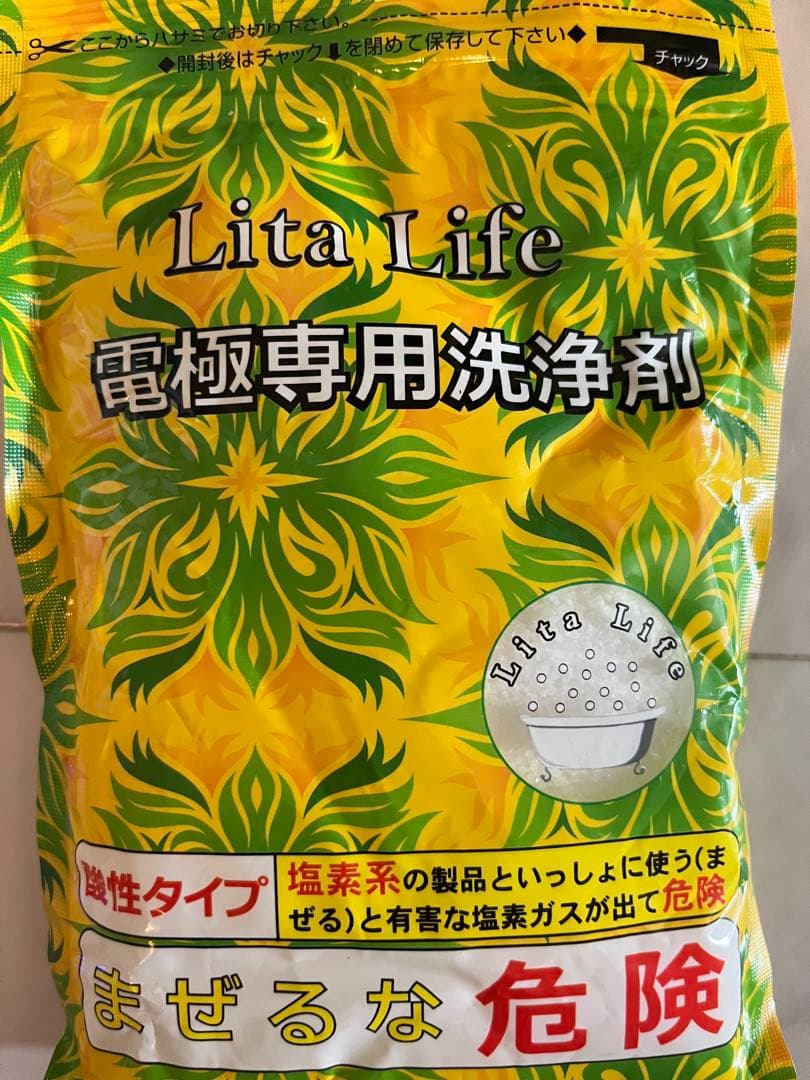 ここからハサミでお切り下さい。
◆開封後はチャック⬇を閉めて保存して下さい◆
チャック
Lita Life
電極専用洗浄剤
Lita Life
酸性タイプ
塩素系の製品といっしょに使う(ま
ぜる)と有害な塩素ガスが出て危険
まぜるな危険